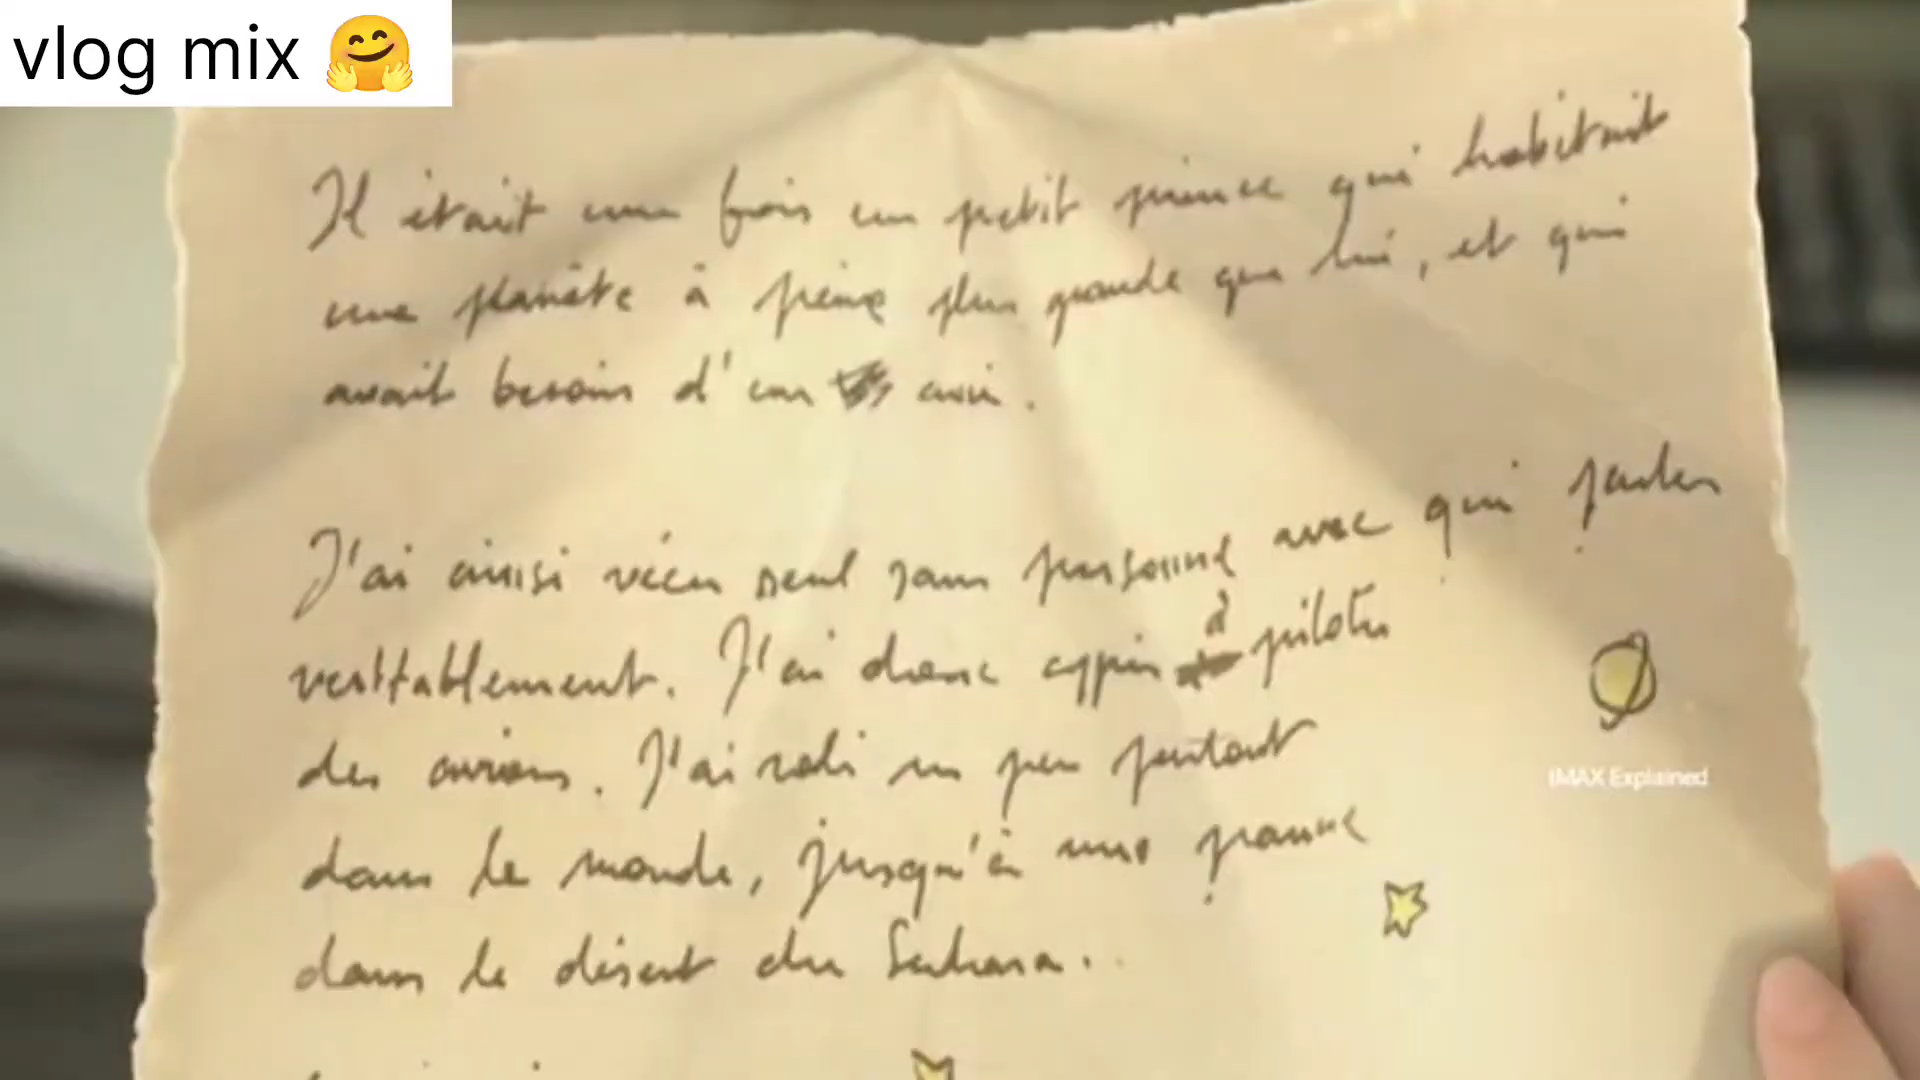 vlog mix 🤗
Il était une fois un petit prince qui habitait
une planète à peine plus grande que lui, et qui
avait besoin d'un ami.
J'ai ainsi vécu seul sans personne avec qui parler
veritablement. J'ai donc appris à piloter
des avions. J'ai volé un peu partout
dans le monde, jusqu'à une panne
dans le désert du Sahara.
IMAX Explained